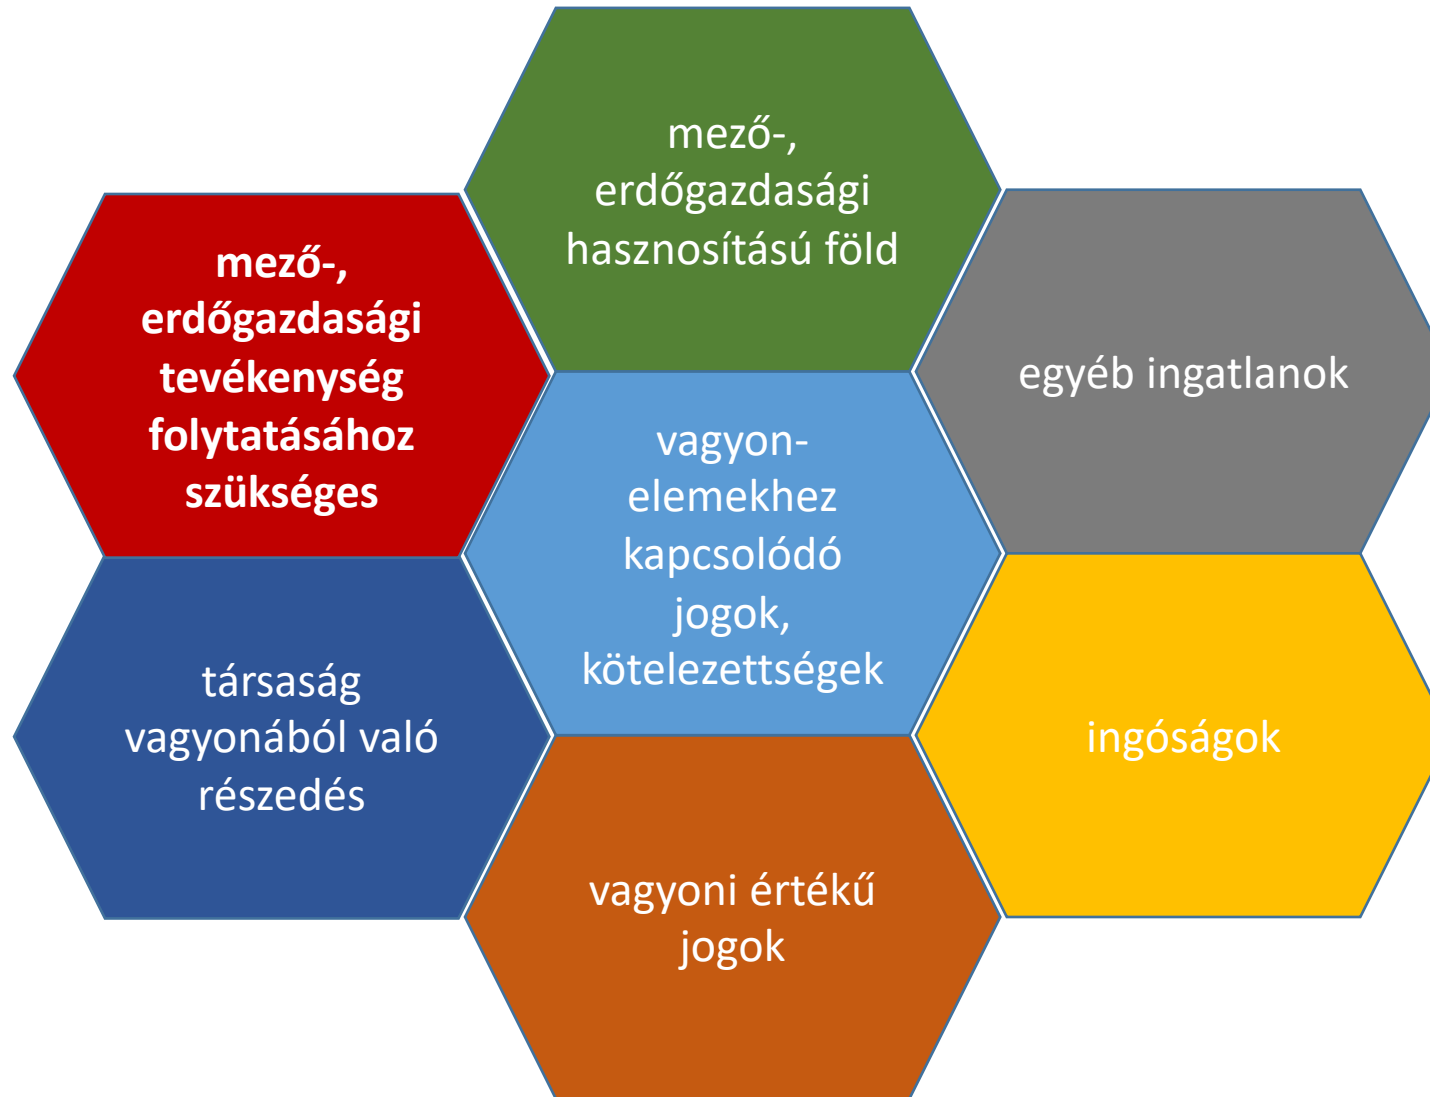 mező-,
erdőgazdasági
hasznosítású föld
mező-,
erdőgazdasági
tevékenység
folytatásához
szükséges
egyéb ingatlanok
vagyon-
elemekhez
kapcsolódó
jogok,
kötelezettségek
társaság
vagyonából való
részedés
ingóságok
vagyoni értékű
jogok